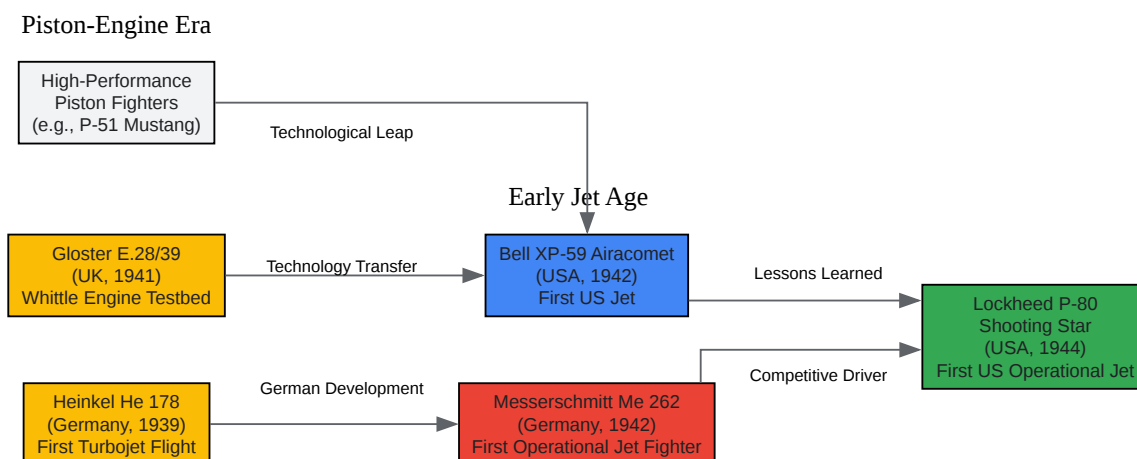 Piston-Engine Era
High-Performance
Piston Fighters
(e.g., P-51 Mustang)
Technological Leap
Early Jet Age
Gloster E.28/39
(UK, 1941)
Whittle Engine Testbed
Technology Transfer
Bell XP-59 Airacomet
(USA, 1942)
First US Jet
Lessons Learned
Lockheed P-80
Shooting Star
(USA, 1944)
First US Operational Jet
Heinkel He 178
(Germany, 1939)
First Turbojet Flight
German Development
Messerschmitt Me 262
(Germany, 1942)
First Operational Jet Fighter
Competitive Driver